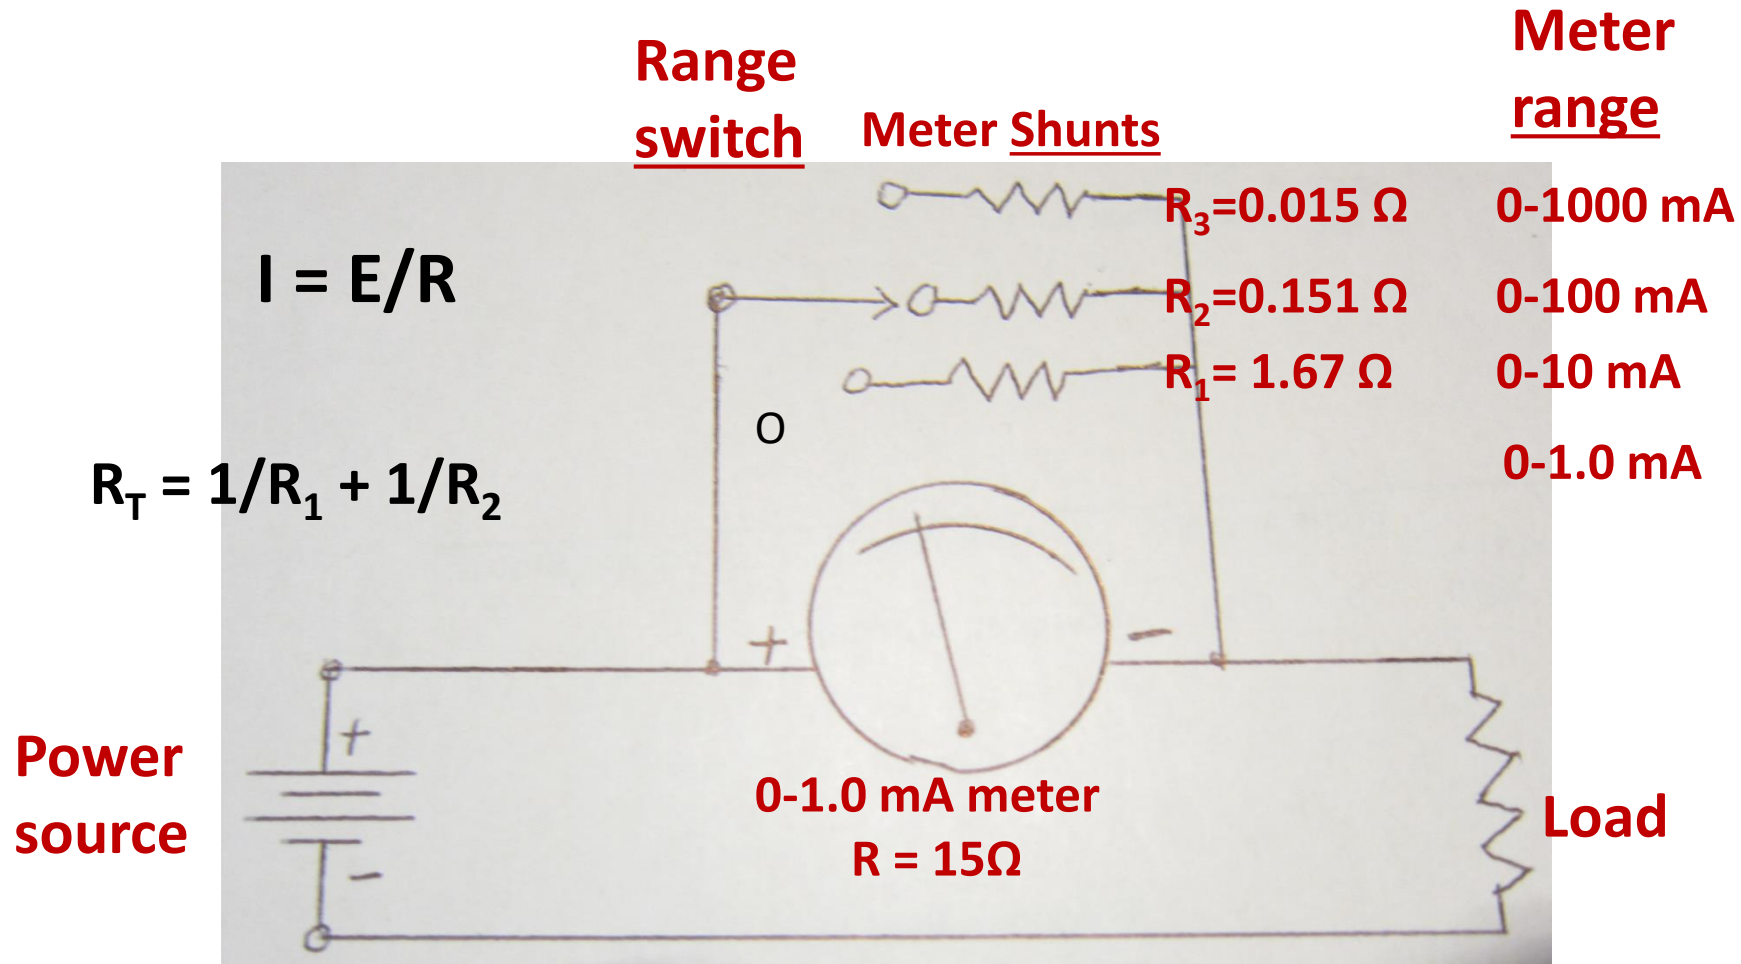 Range
switch
Meter Shunts
Meter
range
R3=0.015 Ω
0-1000 mA
I = E/R
R2=0.151 Ω
0-100 mA
R1= 1.67 Ω
0-10 mA
O
0-1.0 mA
RT = 1/R1 + 1/R2
+
−
+
Power
source
−
0-1.0 mA meter
R = 15Ω
Load